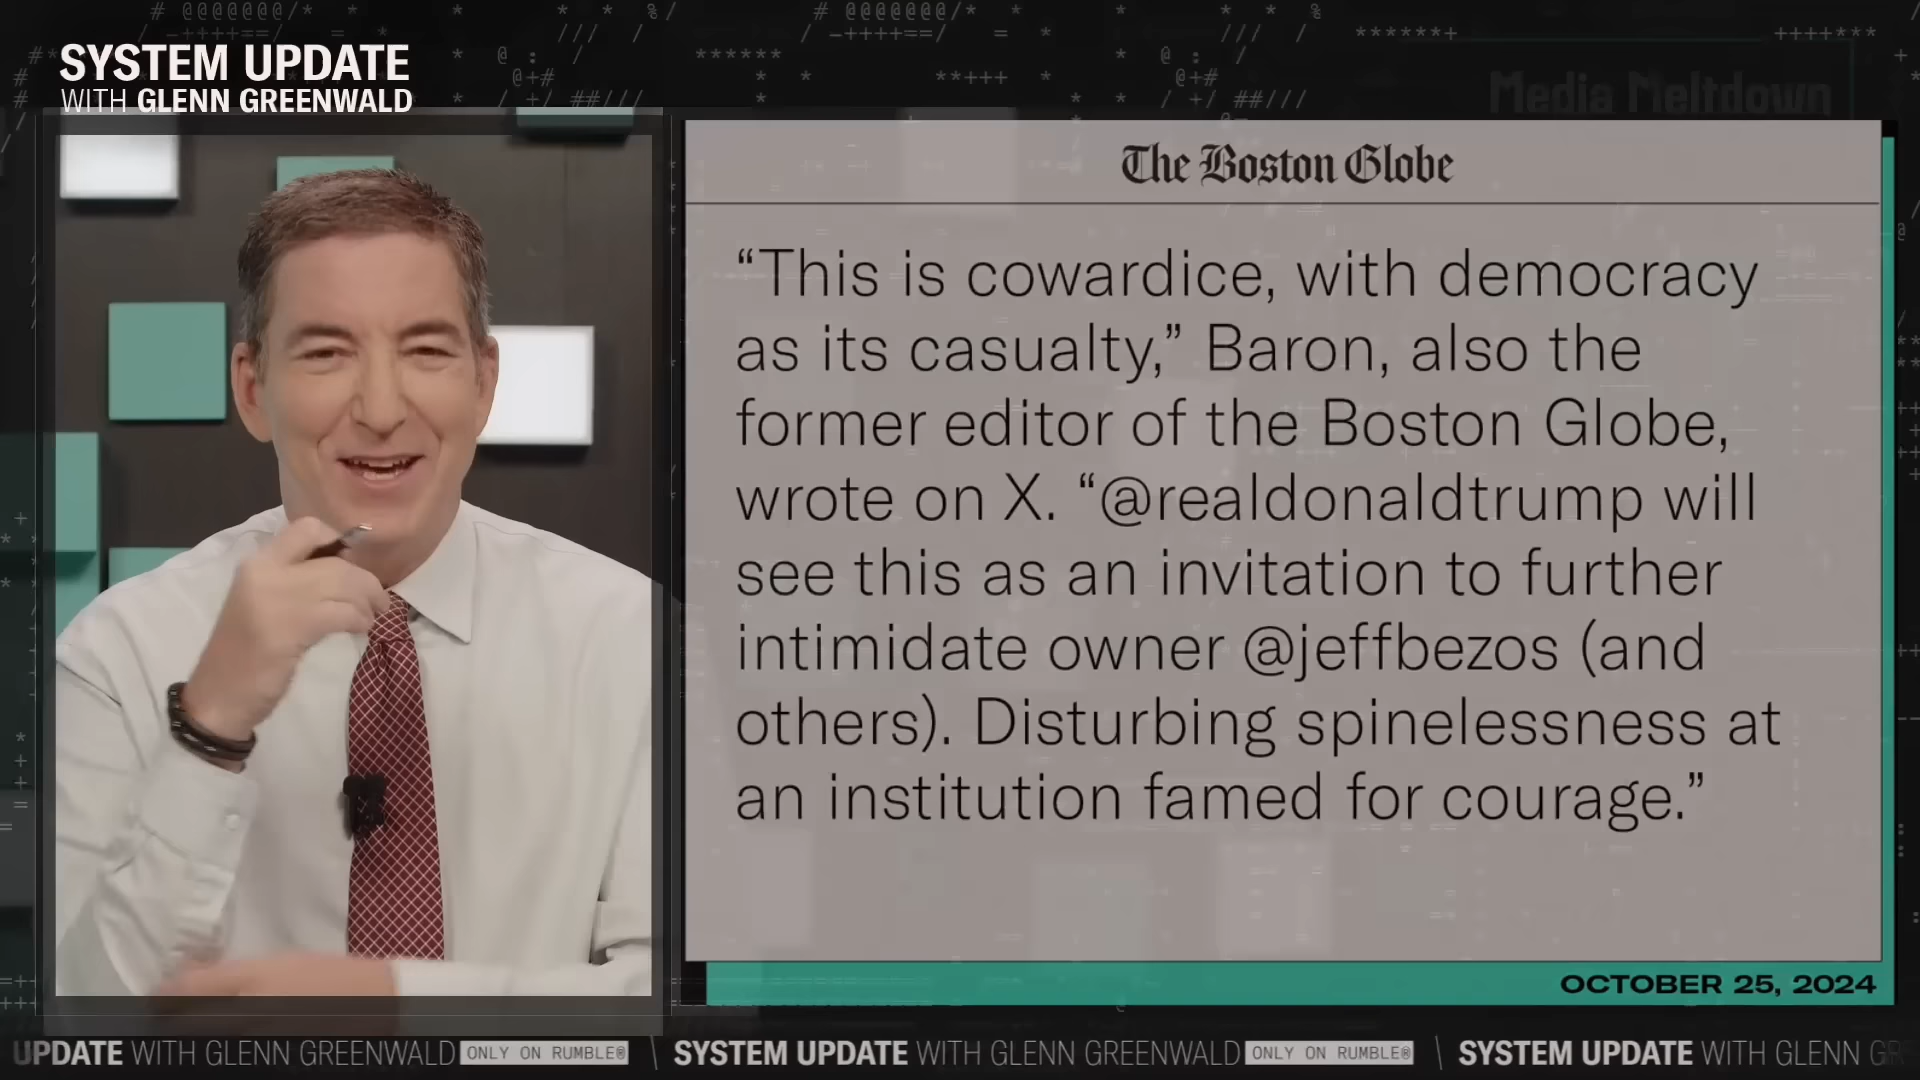 SYSTEM UPDATE
WITH GLENN GREENWALD
Media Meltdown
The Boston Globe
“This is cowardice, with democracy
as its casualty,” Baron, also the
former editor of the Boston Globe,
wrote on X. “@realdonaldtrump will
see this as an invitation to further
intimidate owner @jeffbezos (and
others). Disturbing spinelessness at
an institution famed for courage.”
OCTOBER 25, 2024
UPDATE WITH GLENN GREENWALD ONLY ON RUMBLE® \ SYSTEM UPDATE WITH GLENN GREENWALD ONLY ON RUMBLE® \ SYSTEM UPDATE WITH GLENN